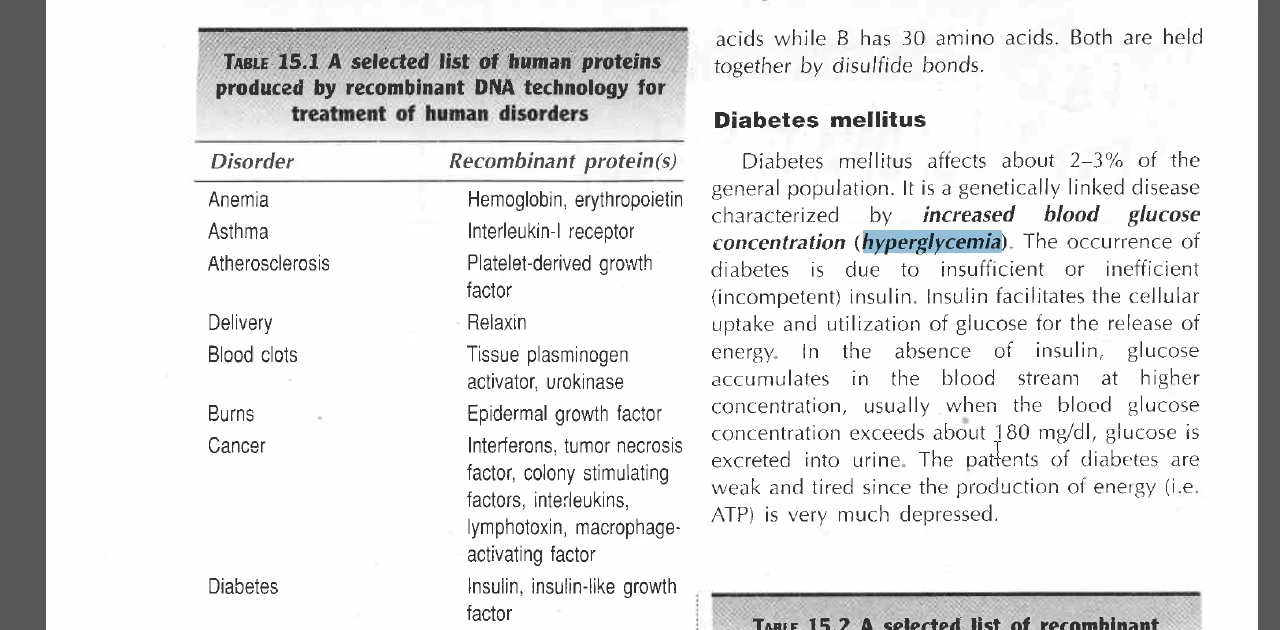 TABLE 15.1 A selected list of human proteins
produced by recombinant DNA technology for
treatment of human disorders
Disorder Recombinant protein(s)
Anemia Hemoglobin, erythropoietin
Asthma Interleukin-I receptor
Atherosclerosis Platelet-derived growth
factor
Delivery Relaxin
Blood clots Tissue plasminogen
activator, urokinase
Burns Epidermal growth factor
Cancer Interferons, tumor necrosis
factor, colony stimulating
factors, interleukins,
lymphotoxin, macrophage-
activating factor
Diabetes Insulin, insulin-like growth
factor
acids while B has 30 amino acids. Both are held
together by disulfide bonds.
Diabetes mellitus
Diabetes mellitus affects about 2–3% of the
general population. It is a genetically linked disease
characterized by increased blood glucose
concentration (hyperglycemia). The occurrence of
diabetes is due to insufficient or inefficient
(incompetent) insulin. Insulin facilitates the cellular
uptake and utilization of glucose for the release of
energy. In the absence of insulin, glucose
accumulates in the blood stream at higher
concentration, usually when the blood glucose
concentration exceeds about 180 mg/dl, glucose is
excreted into urine. The patients of diabetes are
weak and tired since the production of energy (i.e.
ATP) is very much depressed.
TABLE 15.2 A selected list of recombinant